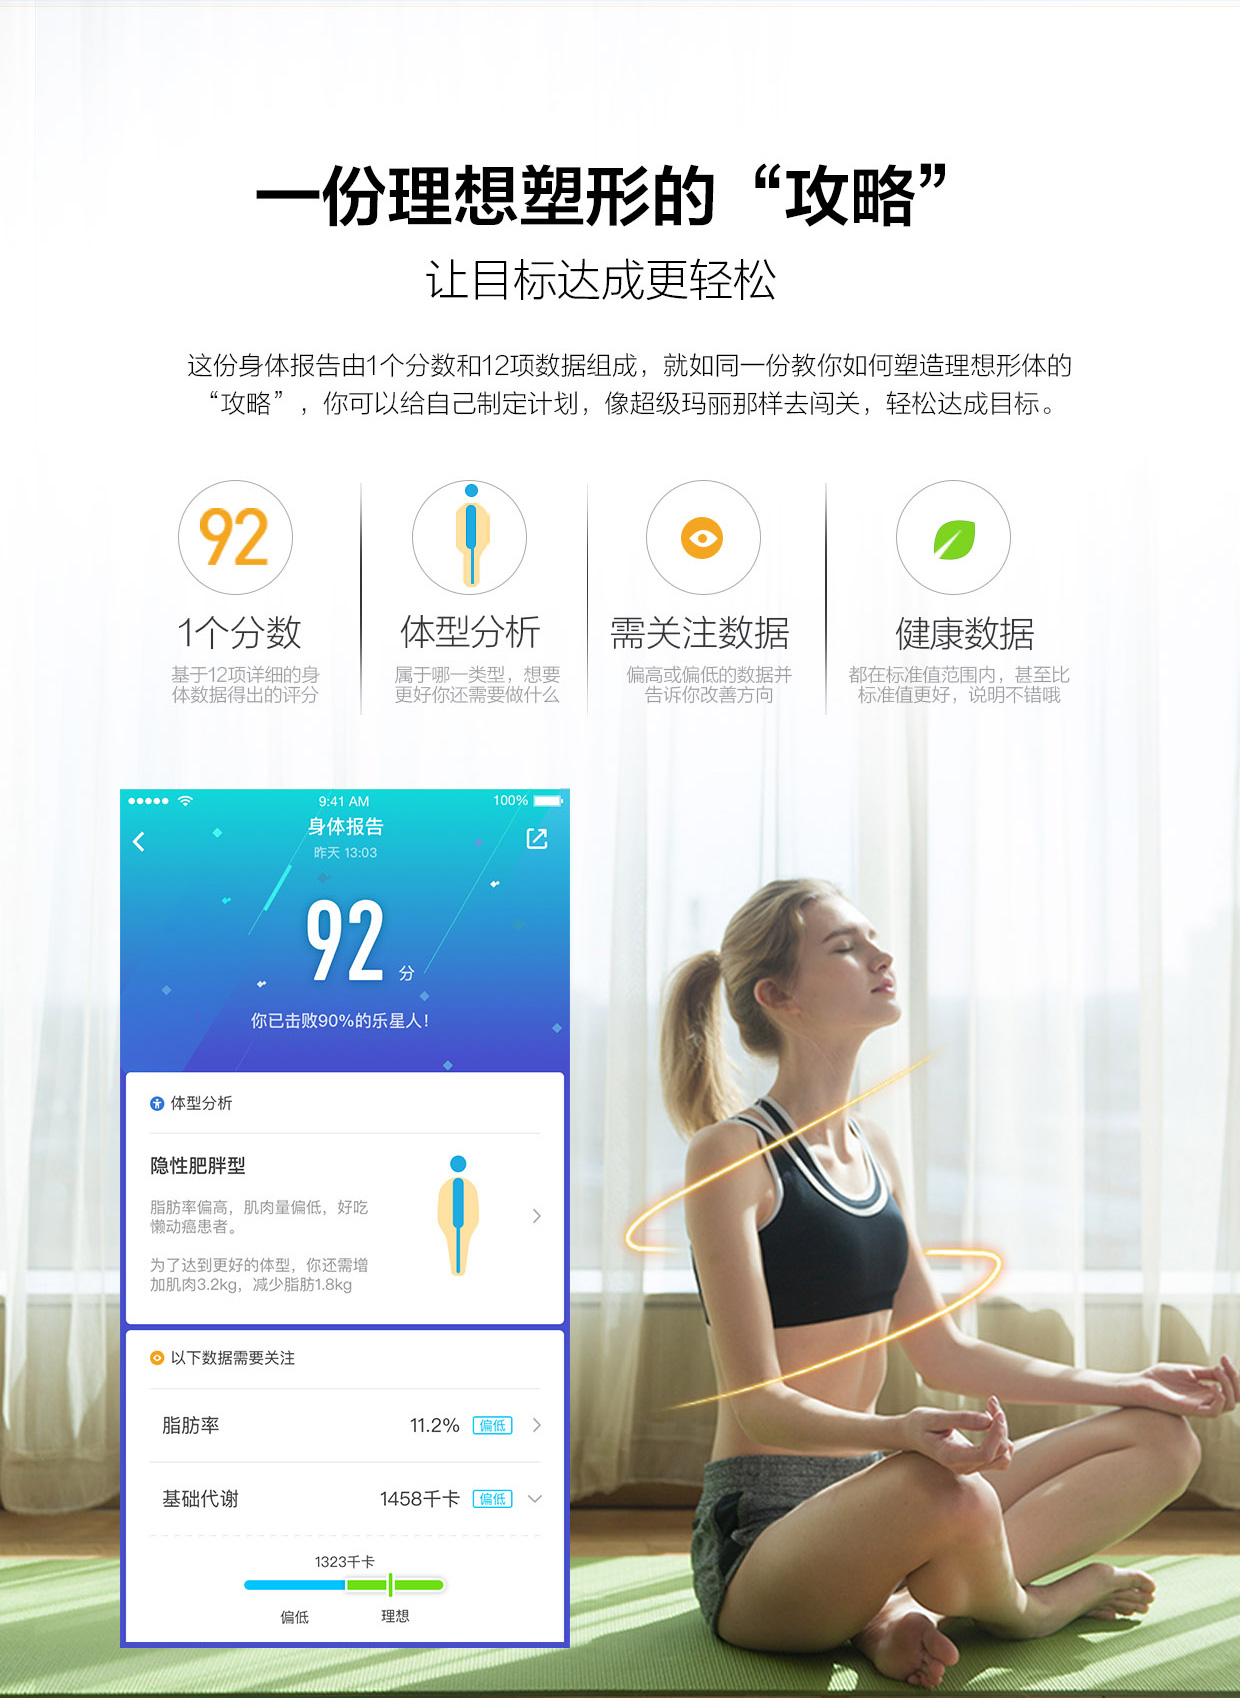 一份理想塑形的“攻略”
让目标达成更轻松
这份身体报告由1个分数和12项数据组成，就如同一份教你如何塑造理想形体的
“攻略”，你可以给自己制定计划，像超级玛丽那样去闯关，轻松达成目标。
92
1个分数
基于12项详细的身
体数据得出的评分
体型分析
属于哪一类型，想要
更好你还需要做什么
需关注数据
偏高或偏低的数据并
告诉你改善方向
健康数据
都在标准值范围内，甚至比
标准值更好，说明不错哦
9:41 AM
100%
身体报告
昨天 13:03
92 分
你已击败90%的乐星人！
体型分析
隐性肥胖型
脂肪率偏高，肌肉量偏低，好吃
懒动癌患者。
为了达到更好的体型，你还需增
加肌肉3.2kg，减少脂肪1.8kg
以下数据需要关注
脂肪率 11.2% 偏低
基础代谢 1458千卡 偏低
1323千卡
偏低 理想